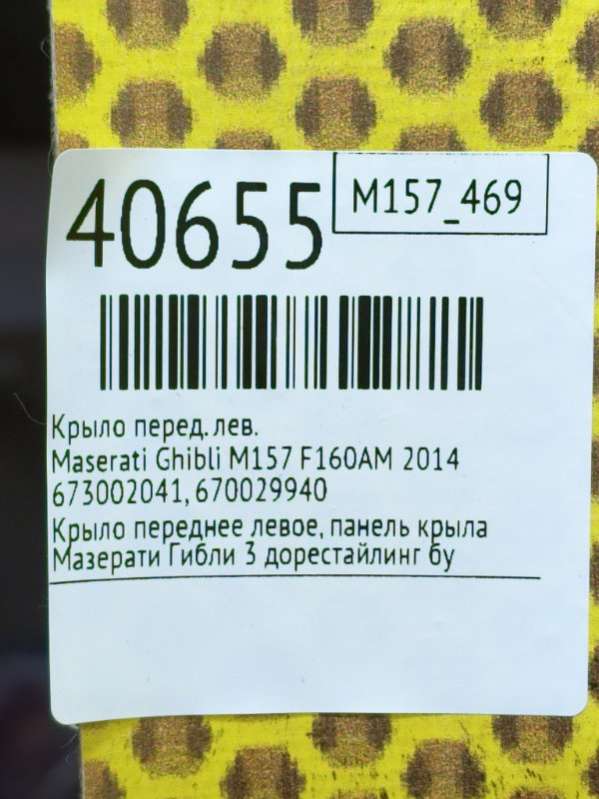 40655
M157_469
Крыло перед. лев.
Maserati Ghibli M157 F160AM 2014
673002041, 670029940
Крыло переднее левое, панель крыла
Мазерати Гибли 3 дорестайлинг бу